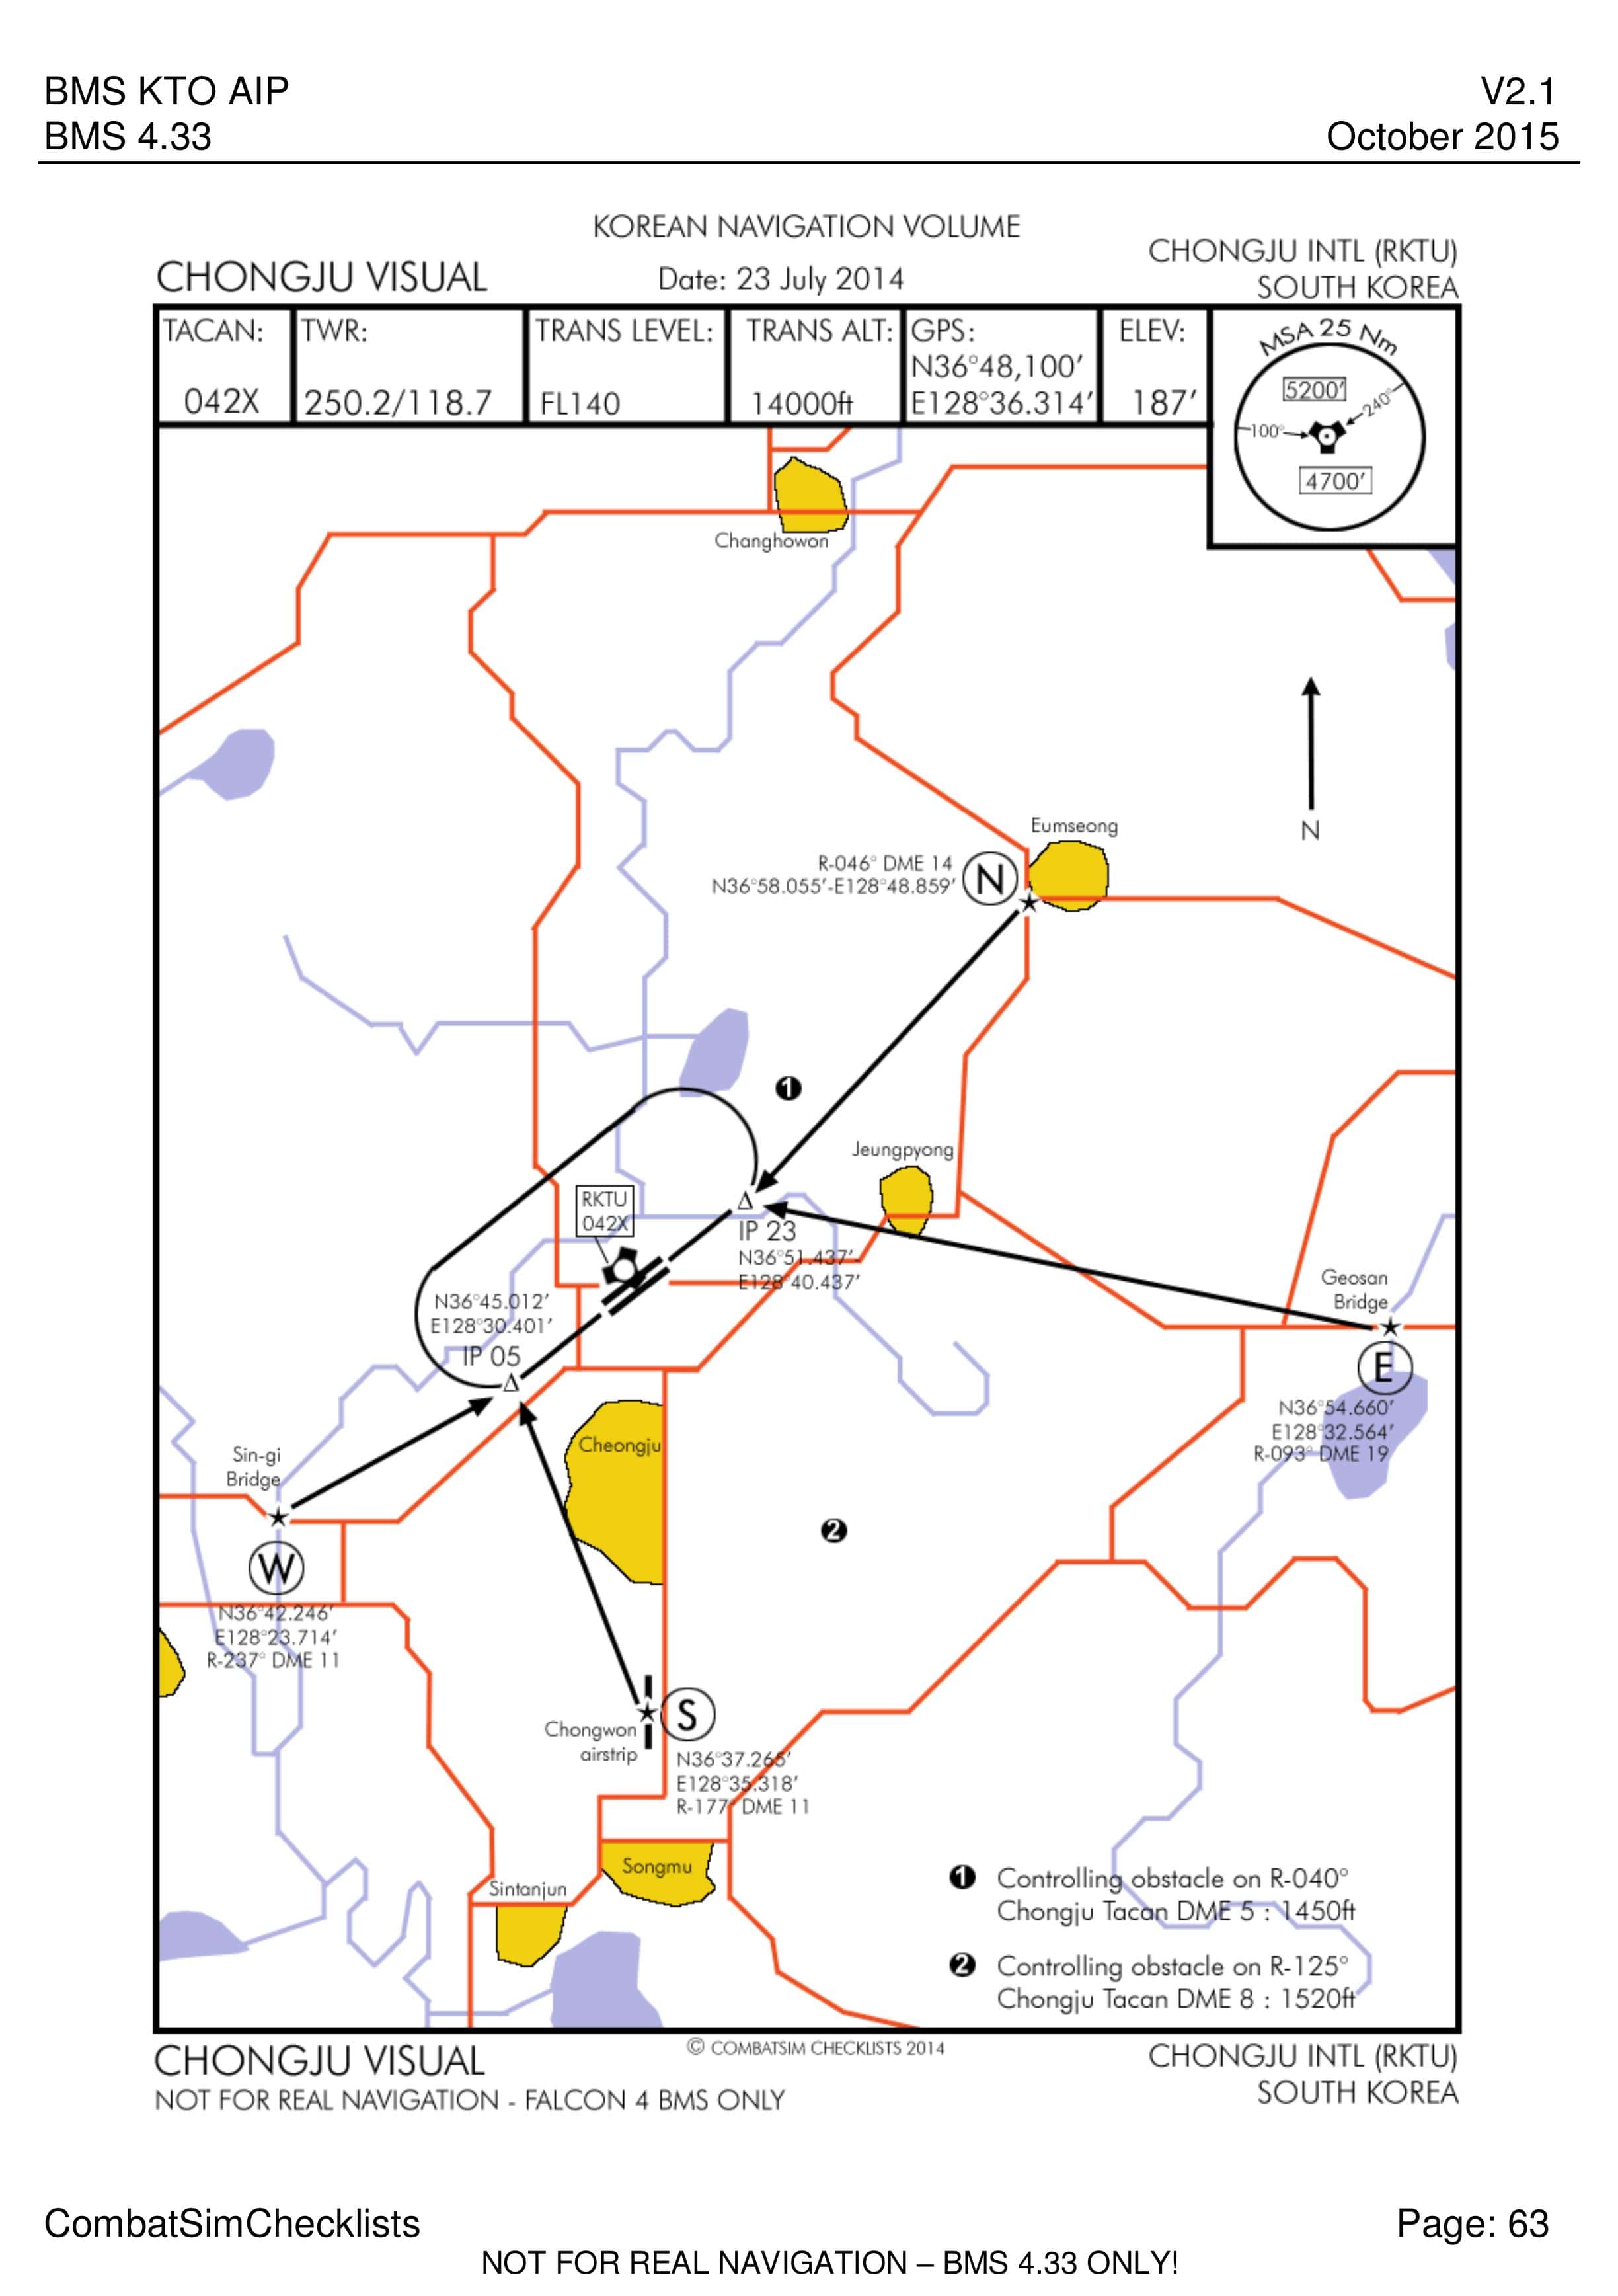 BMS KTO AIP
V2.1
BMS 4.33
October 2015
KOREAN NAVIGATION VOLUME
CHONGJU VISUAL
Date: 23 July 2014
CHONGJU INTL (RKTU)
SOUTH KOREA
TACAN:
042X
TWR:
250.2/118.7
TRANS LEVEL:
FL140
TRANS ALT:
14000ft
GPS:
N36°48,100'
E128°36.314'
ELEV:
187'
MSA 25 Nm
5200'
240°
100°
4700'
Changhowon
N
Eumseong
R-046° DME 14
N36°58.055'-E128°48.859'
N
1
Jeungpyong
RKTU
042X
IP 23
N36°51.437'
E128°40.437'
Geosan
Bridge
N36°45.012'
E128°30.401'
IP 05
E
N36°54.660'
E128°32.564'
R-093° DME 19
Cheongju
Sin-gi
Bridge
2
W
N36°42.246'
E128°23.714'
R-237° DME 11
S
Chongwon
airstrip
N36°37.265'
E128°35.318'
R-177° DME 11
Songmu
Sintanjun
1 Controlling obstacle on R-040°
Chongju Tacan DME 5 : 1450ft
2 Controlling obstacle on R-125°
Chongju Tacan DME 8 : 1520ft
© COMBATSIM CHECKLISTS 2014
CHONGJU VISUAL
CHONGJU INTL (RKTU)
NOT FOR REAL NAVIGATION - FALCON 4 BMS ONLY
SOUTH KOREA
CombatSimChecklists
Page: 63
NOT FOR REAL NAVIGATION – BMS 4.33 ONLY!